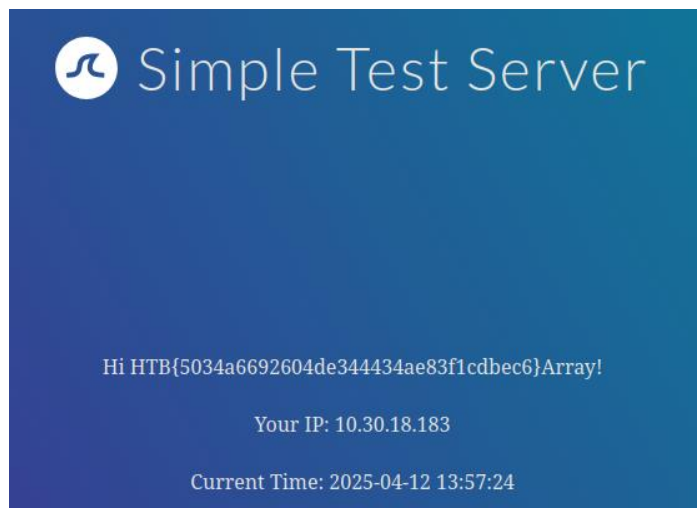 Simple Test Server
Hi HTB{5034a6692604de344434ae83f1cdbec6}Array!
Your IP: 10.30.18.183
Current Time: 2025-04-12 13:57:24